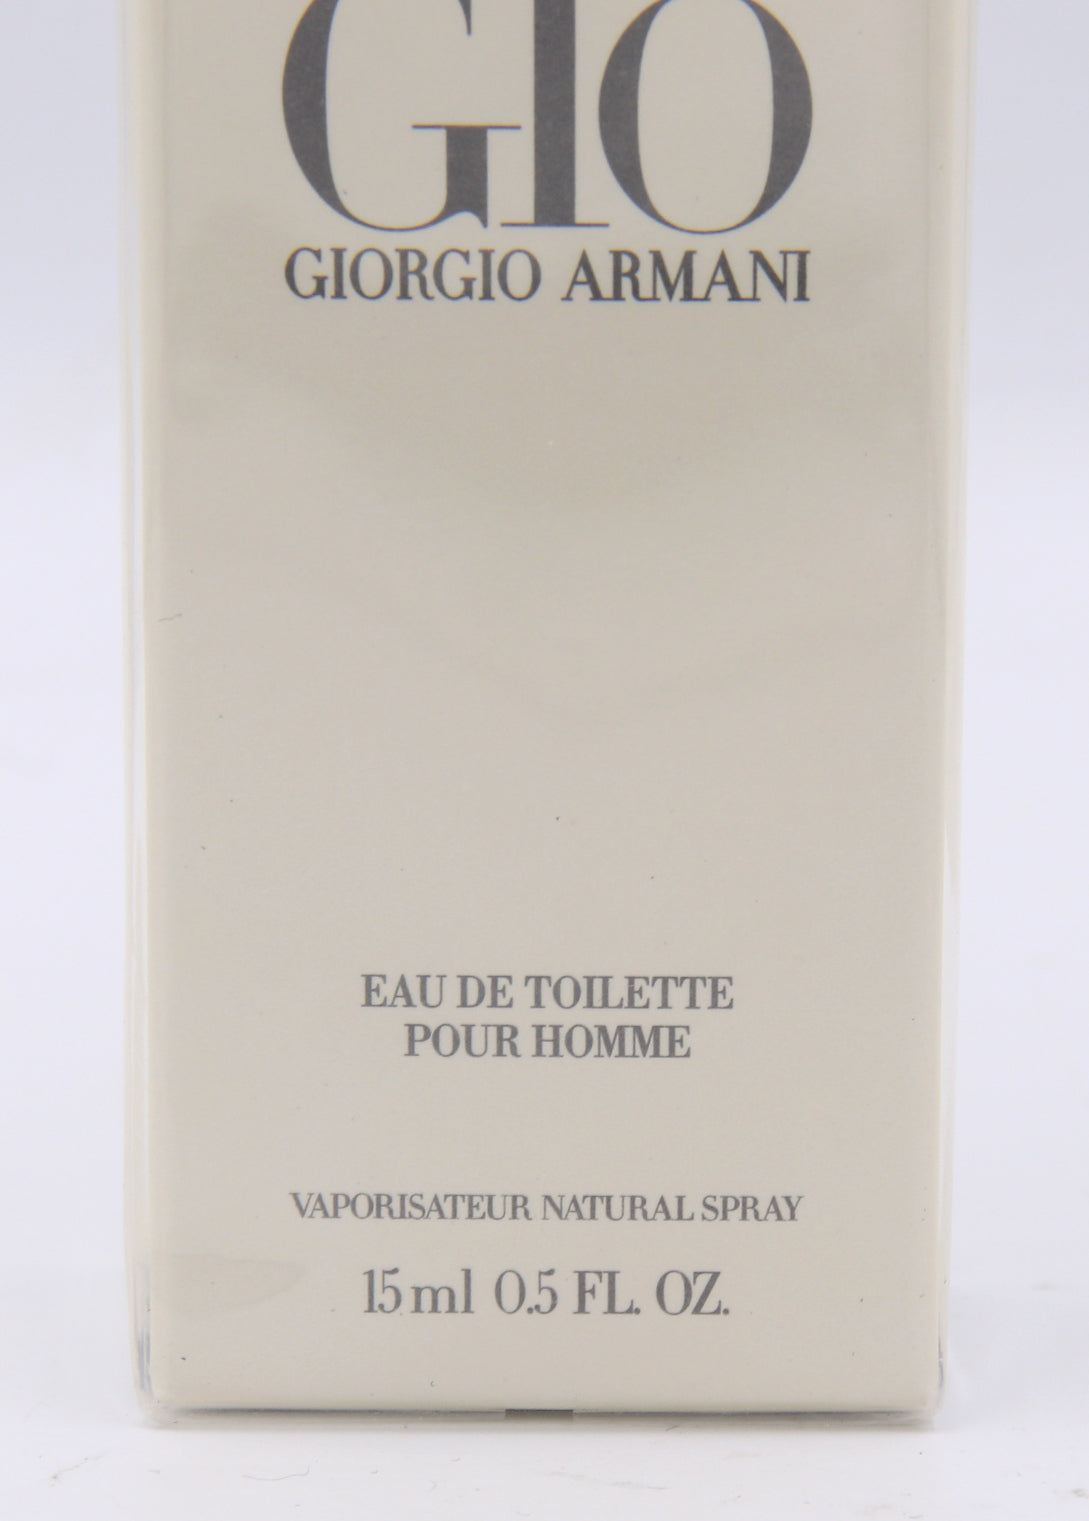 GIO
GIORGIO ARMANI
EAU DE TOILETTE
POUR HOMME
VAPORISATEUR NATURAL SPRAY
15 ml 0.5 FL. OZ.